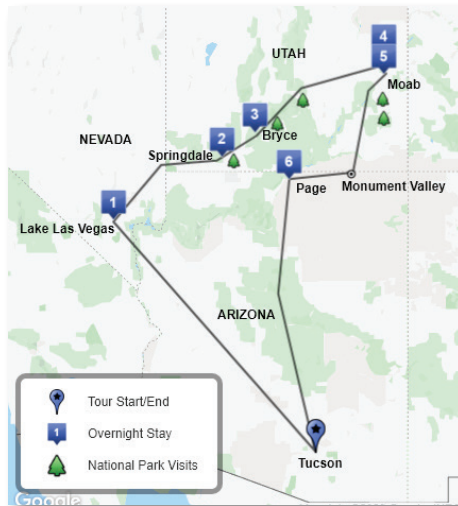 4
UTAH
5
Moab
3
Bryce
NEVADA
2
Springdale
6
Page
Monument Valley
1
Lake Las Vegas
ARIZONA
Tour Start/End
1
Overnight Stay
National Park Visits
Tucson
Google